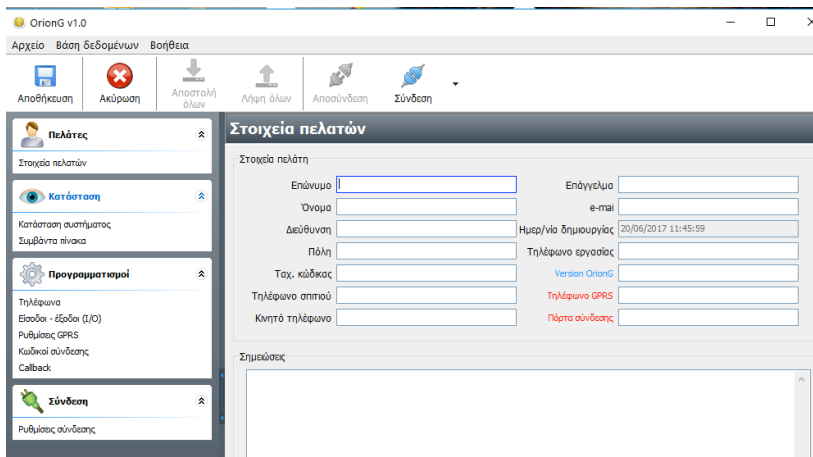 OrionG v1.0
Αρχείο Βάση δεδομένων Βοήθεια
Αποθήκευση Ακύρωση Αποστολή όλων Λήψη όλων Αποσύνδεση Σύνδεση
Πελάτες
Στοιχεία πελατών
Κατάσταση
Κατάσταση συστήματος
Συμβάντα πίνακα
Προγραμματισμοί
Τηλέφωνα
Είσοδοι - έξοδοι (I/O)
Ρυθμίσεις GPRS
Κωδικοί σύνδεσης
Callback
Σύνδεση
Ρυθμίσεις σύνδεσης
Στοιχεία πελατών
Στοιχεία πελάτη
Επώνυμο Επάγγελμα
Όνομα e-mai
Διεύθυνση Ημερ/νία δημιουργίας 20/06/2017 11:45:59
Πόλη Τηλέφωνο εργασίας
Ταχ. κώδικας Version OrionG
Τηλέφωνο σπιτιού Τηλέφωνο GPRS
Κινητό τηλέφωνο Πόρτα σύνδεσης
Σημειώσεις